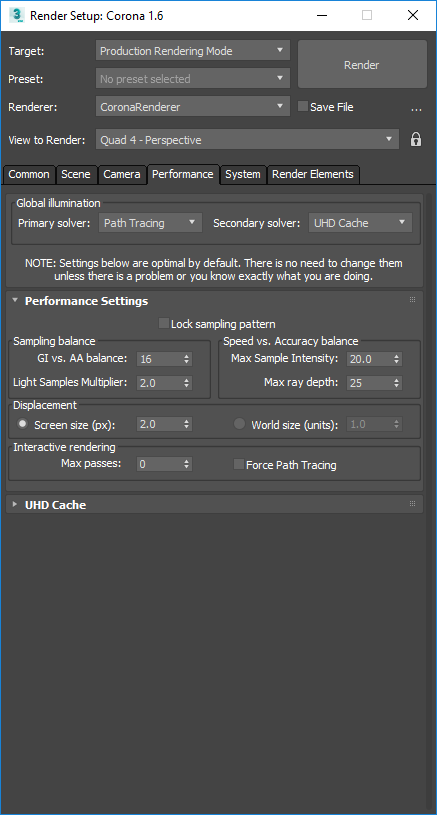 3 Render Setup: Corona 1.6
Target: Production Rendering Mode
Render
Preset: No preset selected
Renderer: CoronaRenderer Save File ...
View to Render: Quad 4 - Perspective
Common Scene Camera Performance System Render Elements
Global illumination
Primary solver: Path Tracing Secondary solver: UHD Cache
NOTE: Settings below are optimal by default. There is no need to change them
unless there is a problem or you know exactly what you are doing.
Performance Settings
Lock sampling pattern
Sampling balance Speed vs. Accuracy balance
GI vs. AA balance: 16 Max Sample Intensity: 20.0
Light Samples Multiplier: 2.0 Max ray depth: 25
Displacement
Screen size (px): 2.0 World size (units): 1.0
Interactive rendering
Max passes: 0 Force Path Tracing
UHD Cache